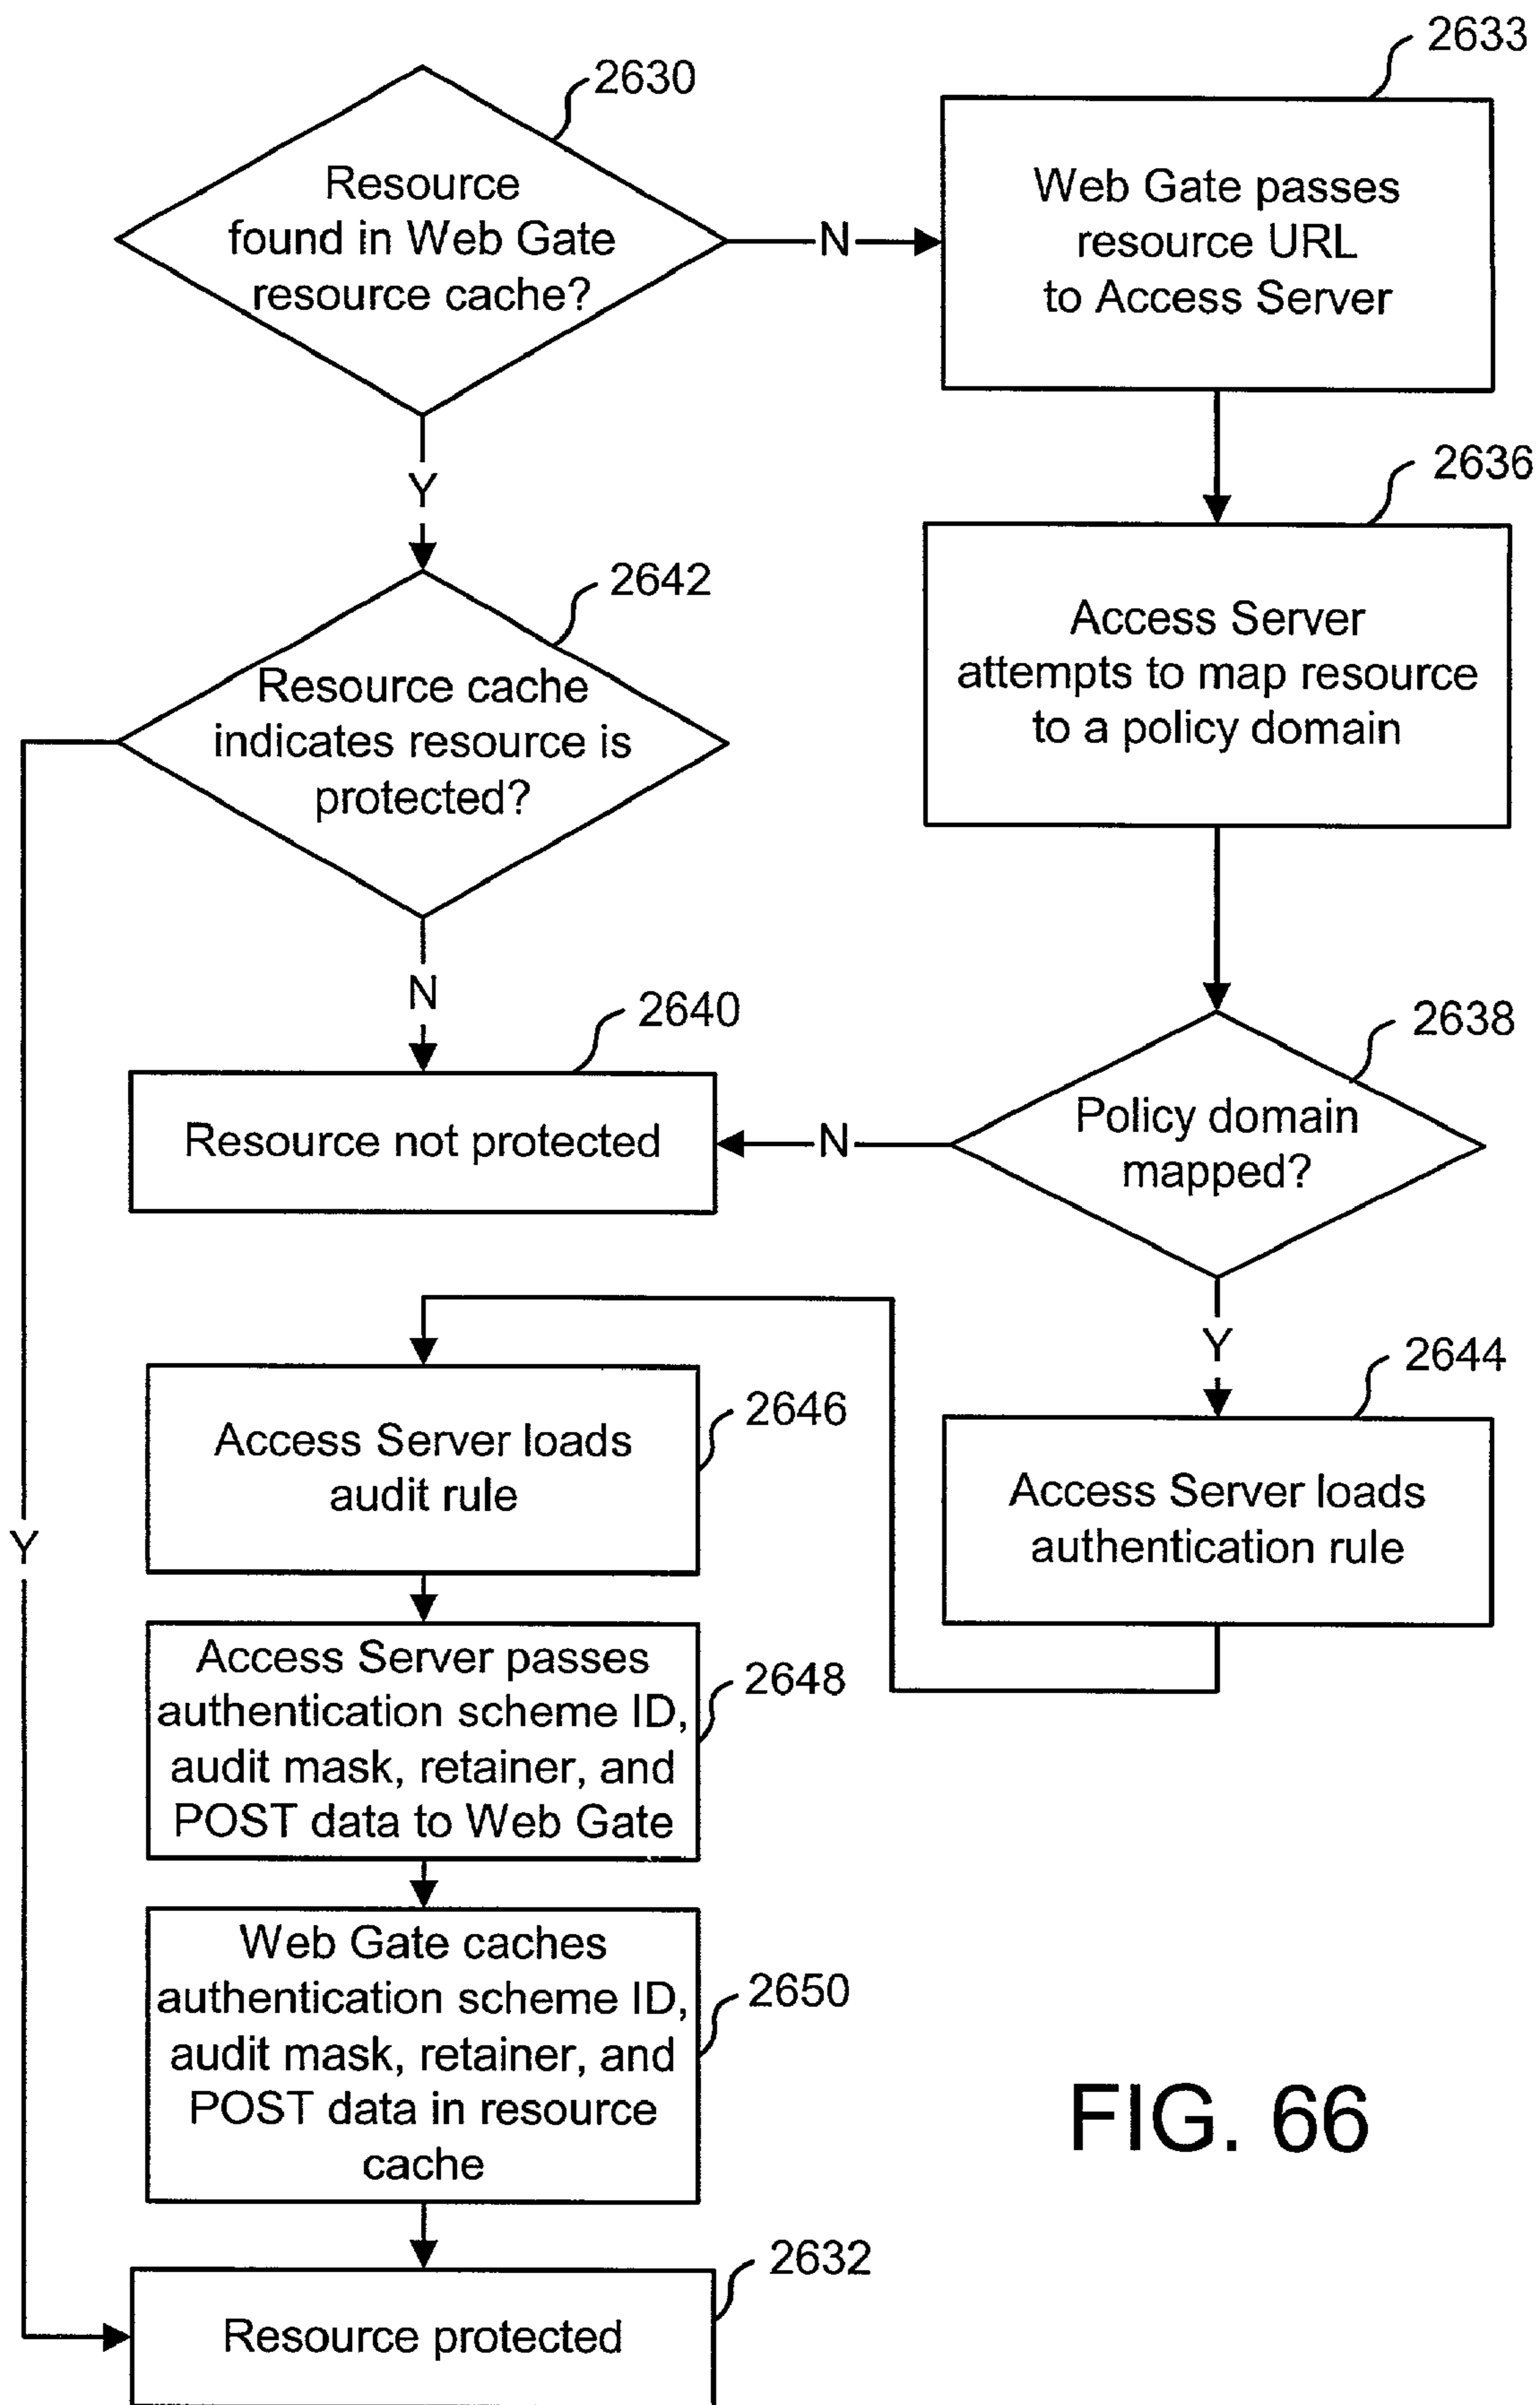 2630
Resource
found in Web Gate
resource cache?
N
2633
Web Gate passes
resource URL
to Access Server
Y
2636
Access Server
attempts to map resource
to a policy domain
2642
Resource cache
indicates resource is
protected?
N
2640
Resource not protected
N
2638
Policy domain
mapped?
Y
2644
Access Server loads
authentication rule
2646
Access Server loads
audit rule
Y
2648
Access Server passes
authentication scheme ID,
audit mask, retainer, and
POST data to Web Gate
2650
Web Gate caches
authentication scheme ID,
audit mask, retainer, and
POST data in resource
cache
2632
Resource protected
FIG. 66